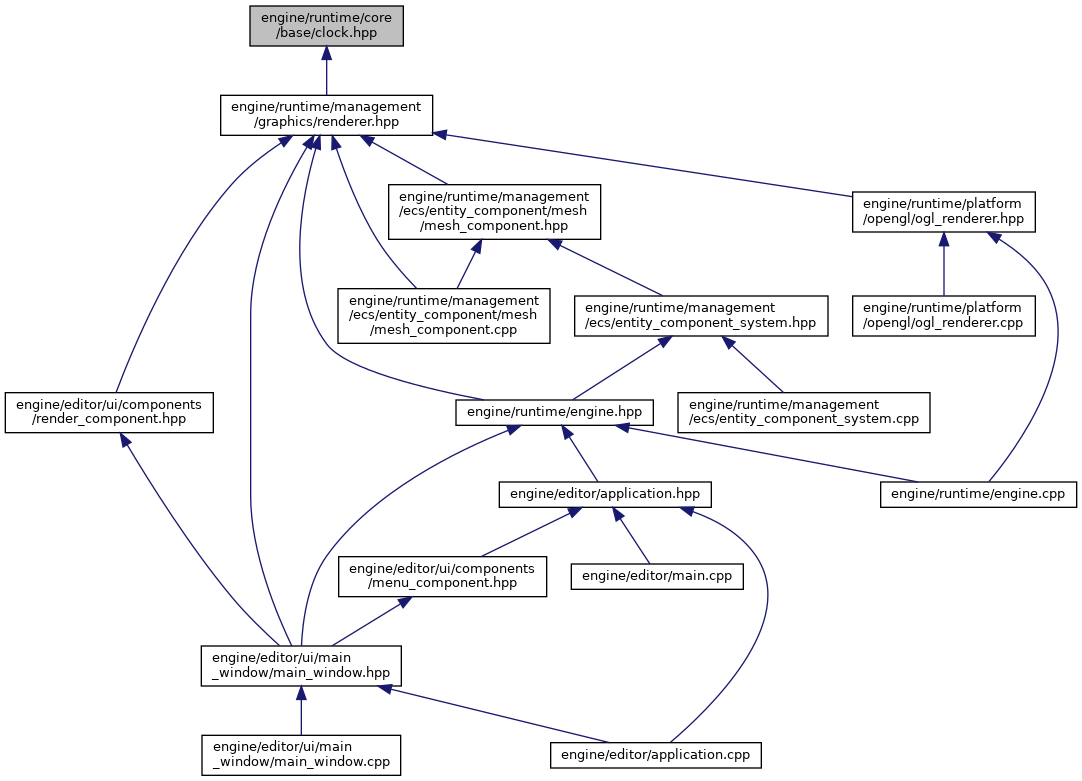 engine/runtime/core
/base/clock.hpp
engine/runtime/management
/graphics/renderer.hpp
engine/runtime/management
/ecs/entity_component/mesh
/mesh_component.hpp
engine/runtime/platform
/opengl/ogl_renderer.hpp
engine/runtime/management
/ecs/entity_component/mesh
/mesh_component.cpp
engine/runtime/management
/ecs/entity_component_system.hpp
engine/runtime/platform
/opengl/ogl_renderer.cpp
engine/editor/ui/components
/render_component.hpp
engine/runtime/engine.hpp
engine/runtime/management
/ecs/entity_component_system.cpp
engine/editor/application.hpp
engine/runtime/engine.cpp
engine/editor/ui/components
/menu_component.hpp
engine/editor/main.cpp
engine/editor/ui/main
_window/main_window.hpp
engine/editor/ui/main
_window/main_window.cpp
engine/editor/application.cpp